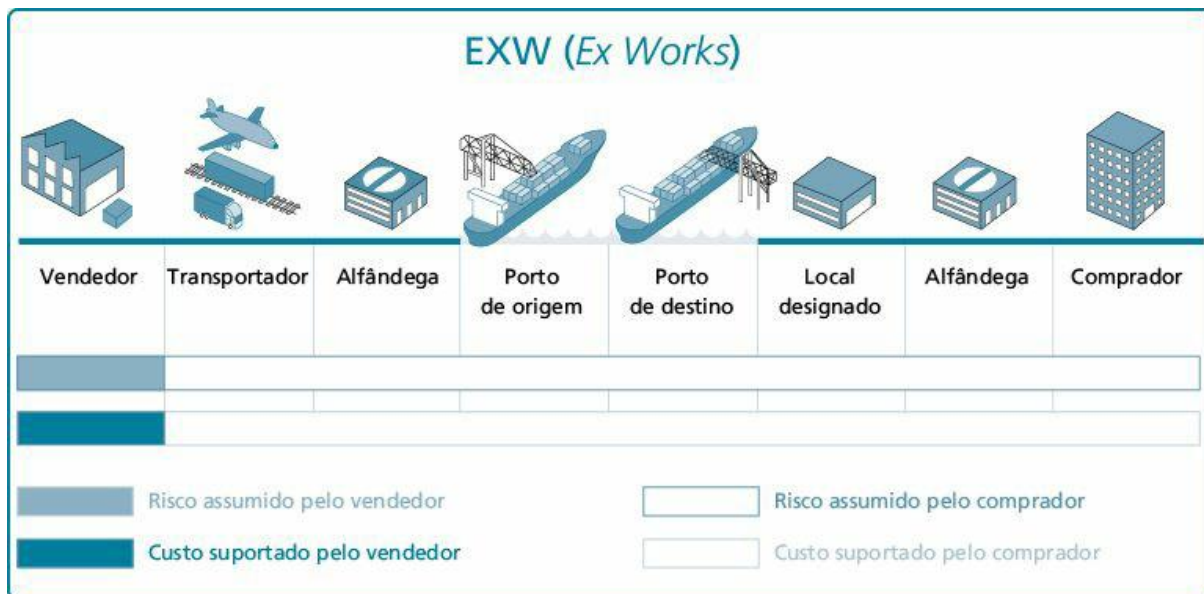 EXW (Ex Works)
Vendedor
Transportador
Alfândega
Porto
de origem
Porto
de destino
Local
designado
Alfândega
Comprador
Risco assumido pelo vendedor
Risco assumido pelo comprador
Custo suportado pelo vendedor
Custo suportado pelo comprador